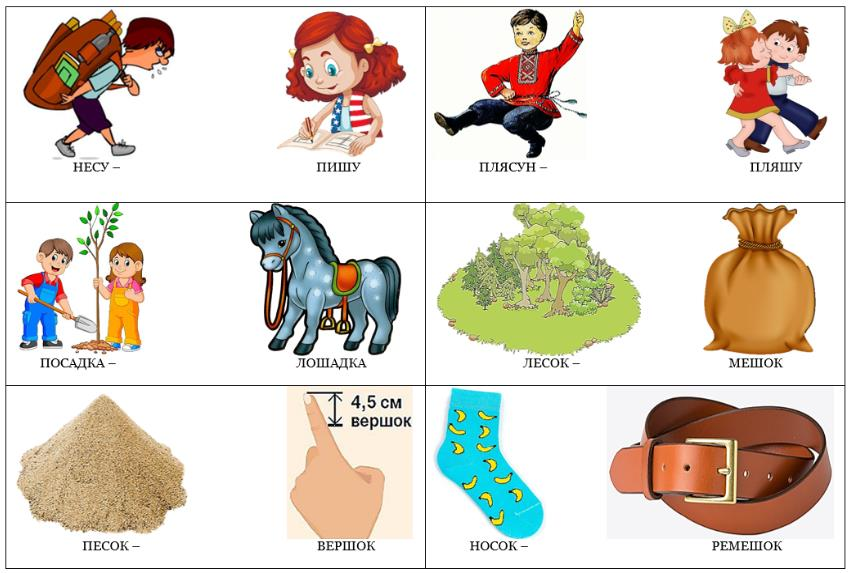 НЕСУ –
ПИШУ
ПЛЯСУН –
ПЛЯШУ
ПОСАДКА –
ЛОШАДКА
ЛЕСОК –
МЕШОК
4,5 см
вершок
ПЕСОК –
ВЕРШОК
НОСОК –
РЕМЕШОК